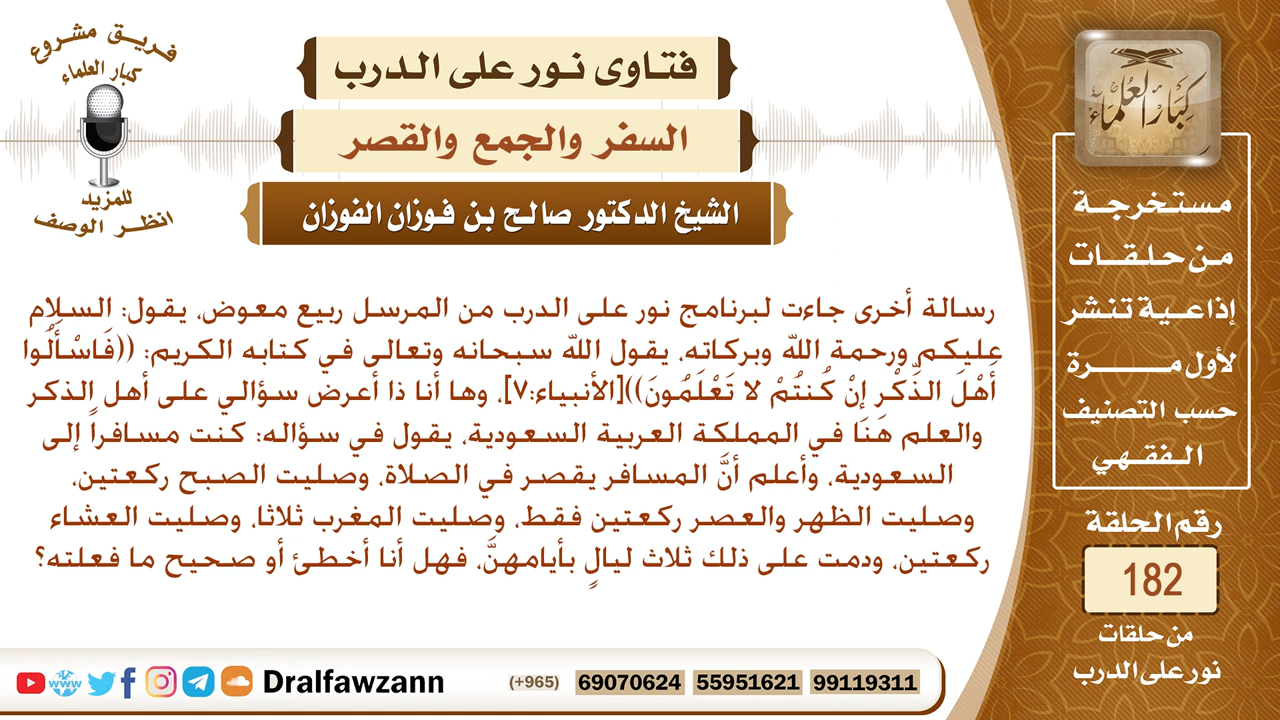 فريق مشروع
كبار العلماء
للمزيد
انظر الوصف
فتاوى نور على الدرب
السفر والجمع والقصر
الشيخ الدكتور صالح بن فوزان الفوزان
رسالة أخرى جاءت لبرنامج نور على الدرب من المرسل ربيع معوض، يقول: السلام
عليكم ورحمة الله وبركاته، يقول الله سبحانه وتعالى في كتابه الكريم: ((فَاسْأَلُوا
أَهْلَ الذِّكْرِ إِنْ كُنتُمْ لا تَعْلَمُونَ))[الأنبياء:٧]، وها أنا ذا أعرض سؤالي على أهل الذكر
والعلم هنا في المملكة العربية السعودية، يقول في سؤاله: كنت مسافراً إلى
السعودية، وأعلم أنَّ المسافر يقصر في الصلاة، وصليت الصبح ركعتين،
وصليت الظهر والعصر ركعتين فقط، وصليت المغرب ثلاثا، وصليت العشاء
ركعتين، ودمت على ذلك ثلاث ليالٍ بأيامهنَّ، فهل أنا أخطئ أو صحيح ما فعلته؟
كبار العلماء
مستخرجة
من حلقات
إذاعية تنشر
لأول مرة
حسب التصنيف
الفقهي
رقم الحلقة
182
من حلقات
نور على الدرب
www Dralfawzann (+965) 69070624 55951621 99119311